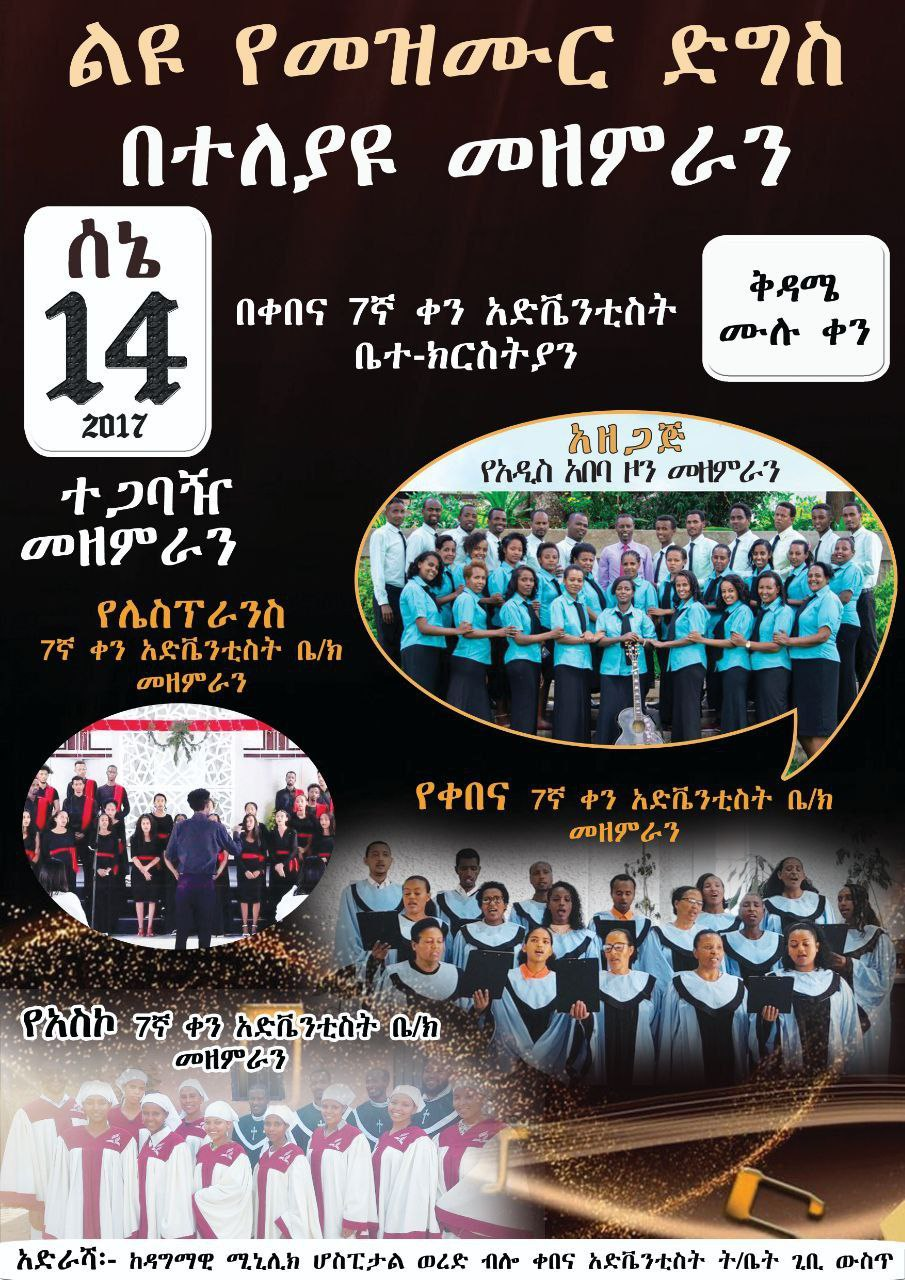 ልዩ የመዝሙር ድግስ
በተለያዩ መዘምራን
ሰኔ
14
2017
በቀበና 7ኛ ቀን አድቬንቲስት
ቤተ-ክርስትያን
ቅዳሜ
ሙሉ ቀን
አዘጋጅ
የአዲስ አበባ ዞን መዘምራን
ተጋባዥ
መዘምራን
የሌስፕራንስ
7ኛ ቀን አድቬንቲስት ቤ/ክ
መዘምራን
የቀበና 7ኛ ቀን አድቬንቲስት ቤ/ክ
መዘምራን
የአስኮ 7ኛ ቀን አድቬንቲስት ቤ/ክ
መዘምራን
አድራሻ፡- ከዳግማዊ ሚኒሊክ ሆስፒታል ወረድ ብሎ ቀበና አድቬንቲስት ት/ቤት ጊቢ ውስጥ